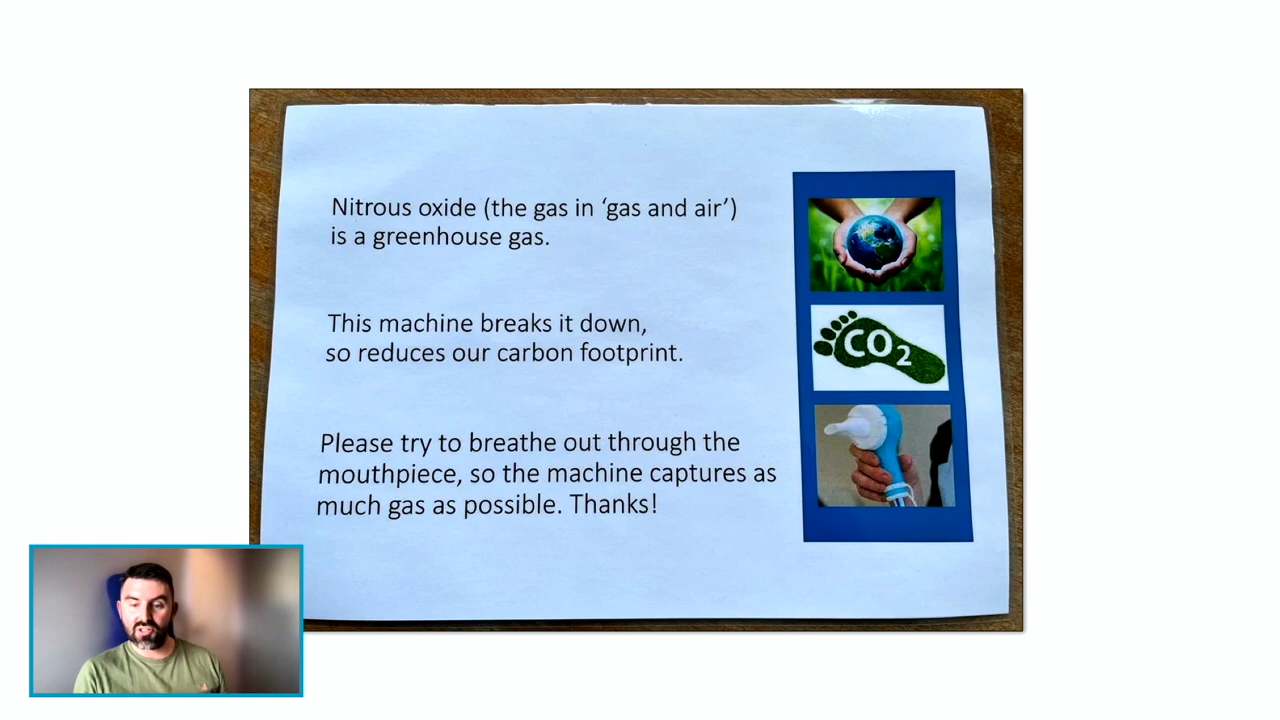 Nitrous oxide (the gas in ‘gas and air’)
is a greenhouse gas.
This machine breaks it down,
so reduces our carbon footprint.
Please try to breathe out through the
mouthpiece, so the machine captures as
much gas as possible. Thanks!
CO2